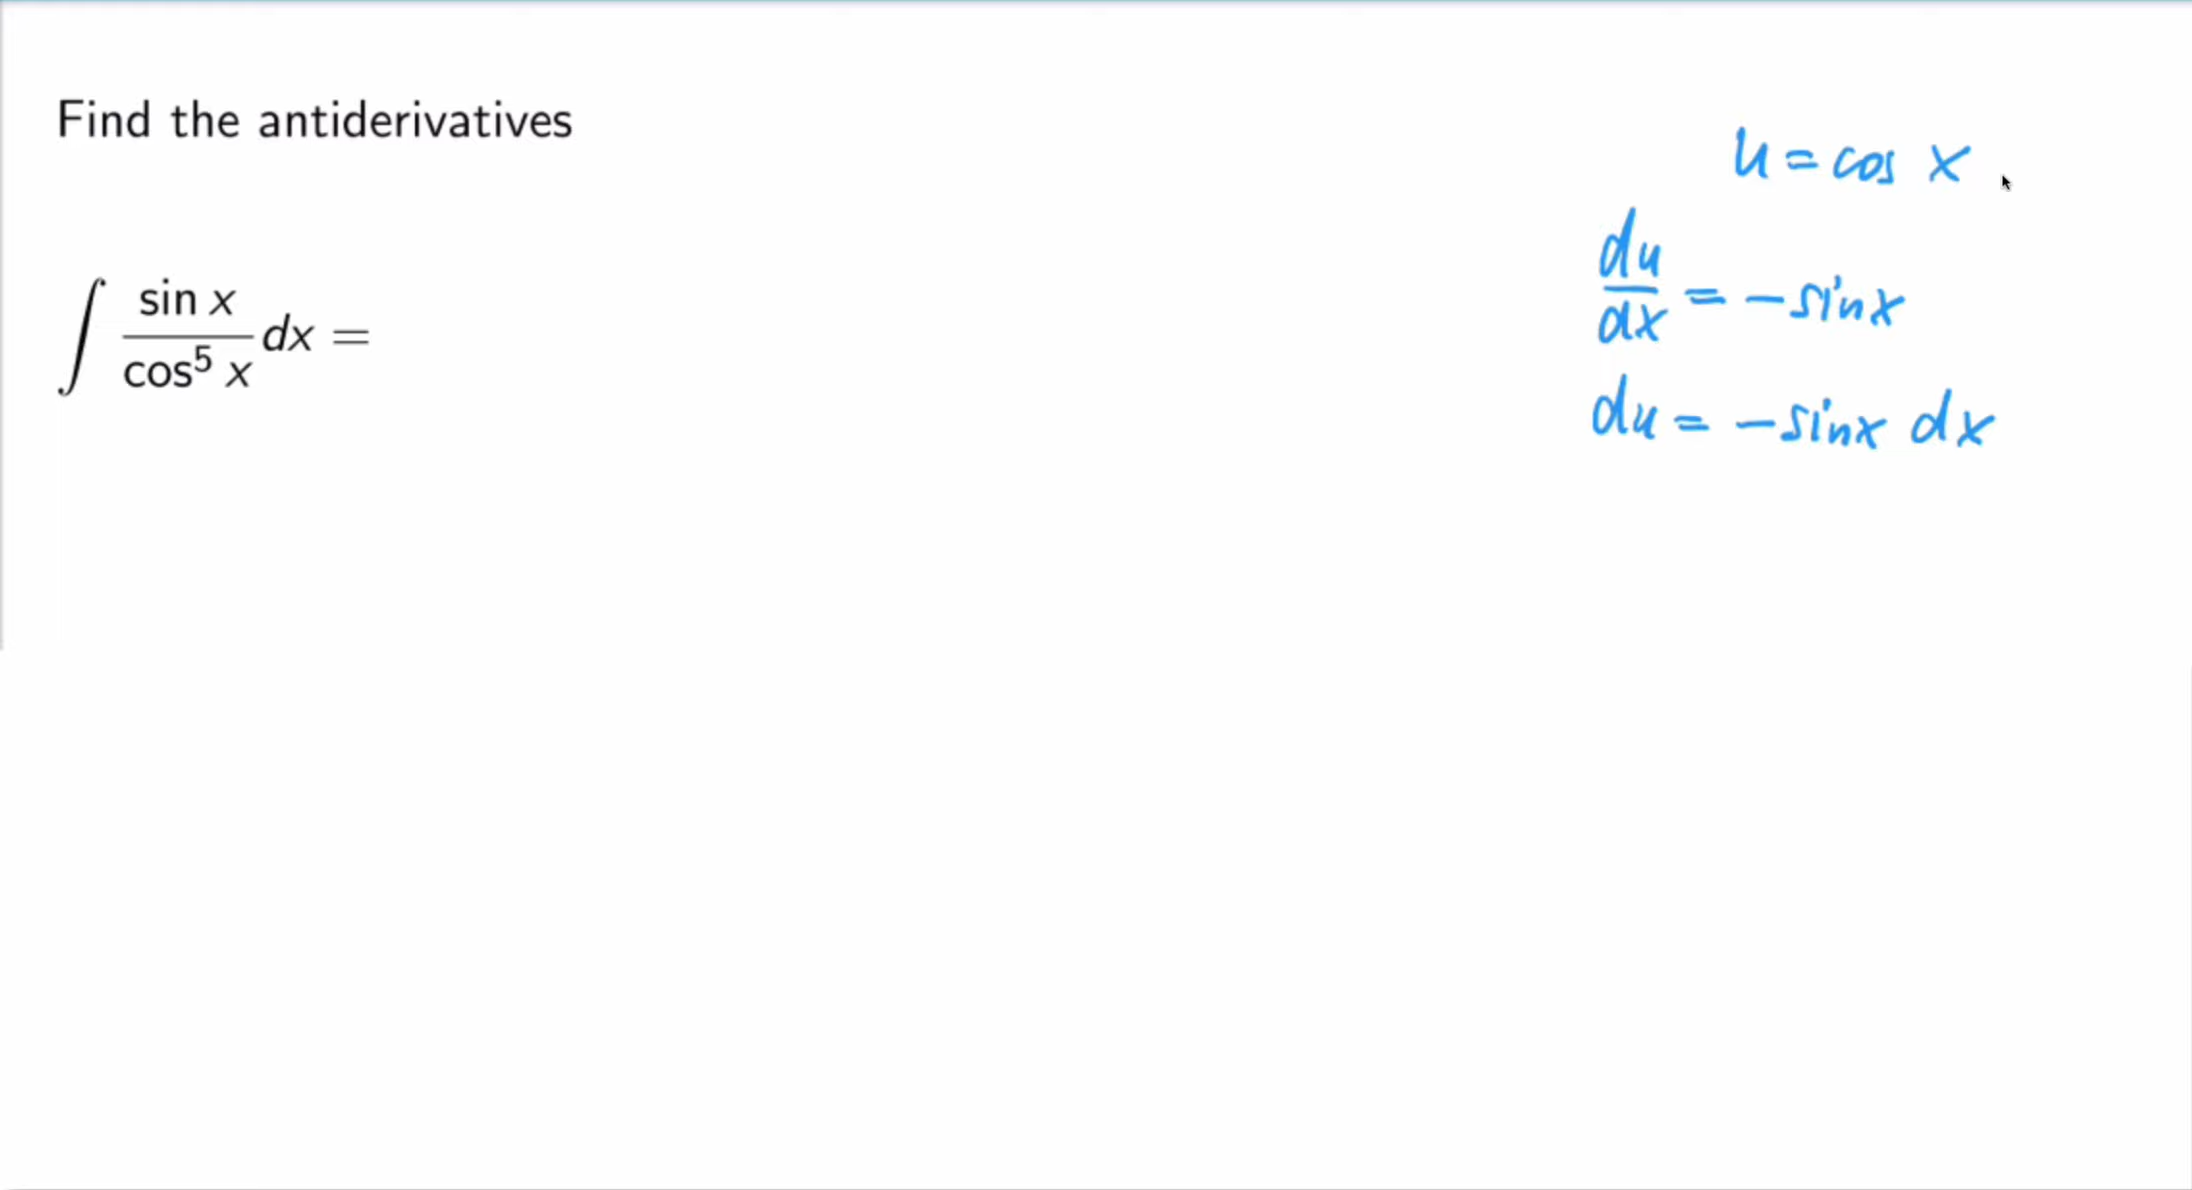 Find the antiderivatives
∫ sin x / cos⁵ x dx =
u = cos x
du/dx = -sin x
du = -sin x dx